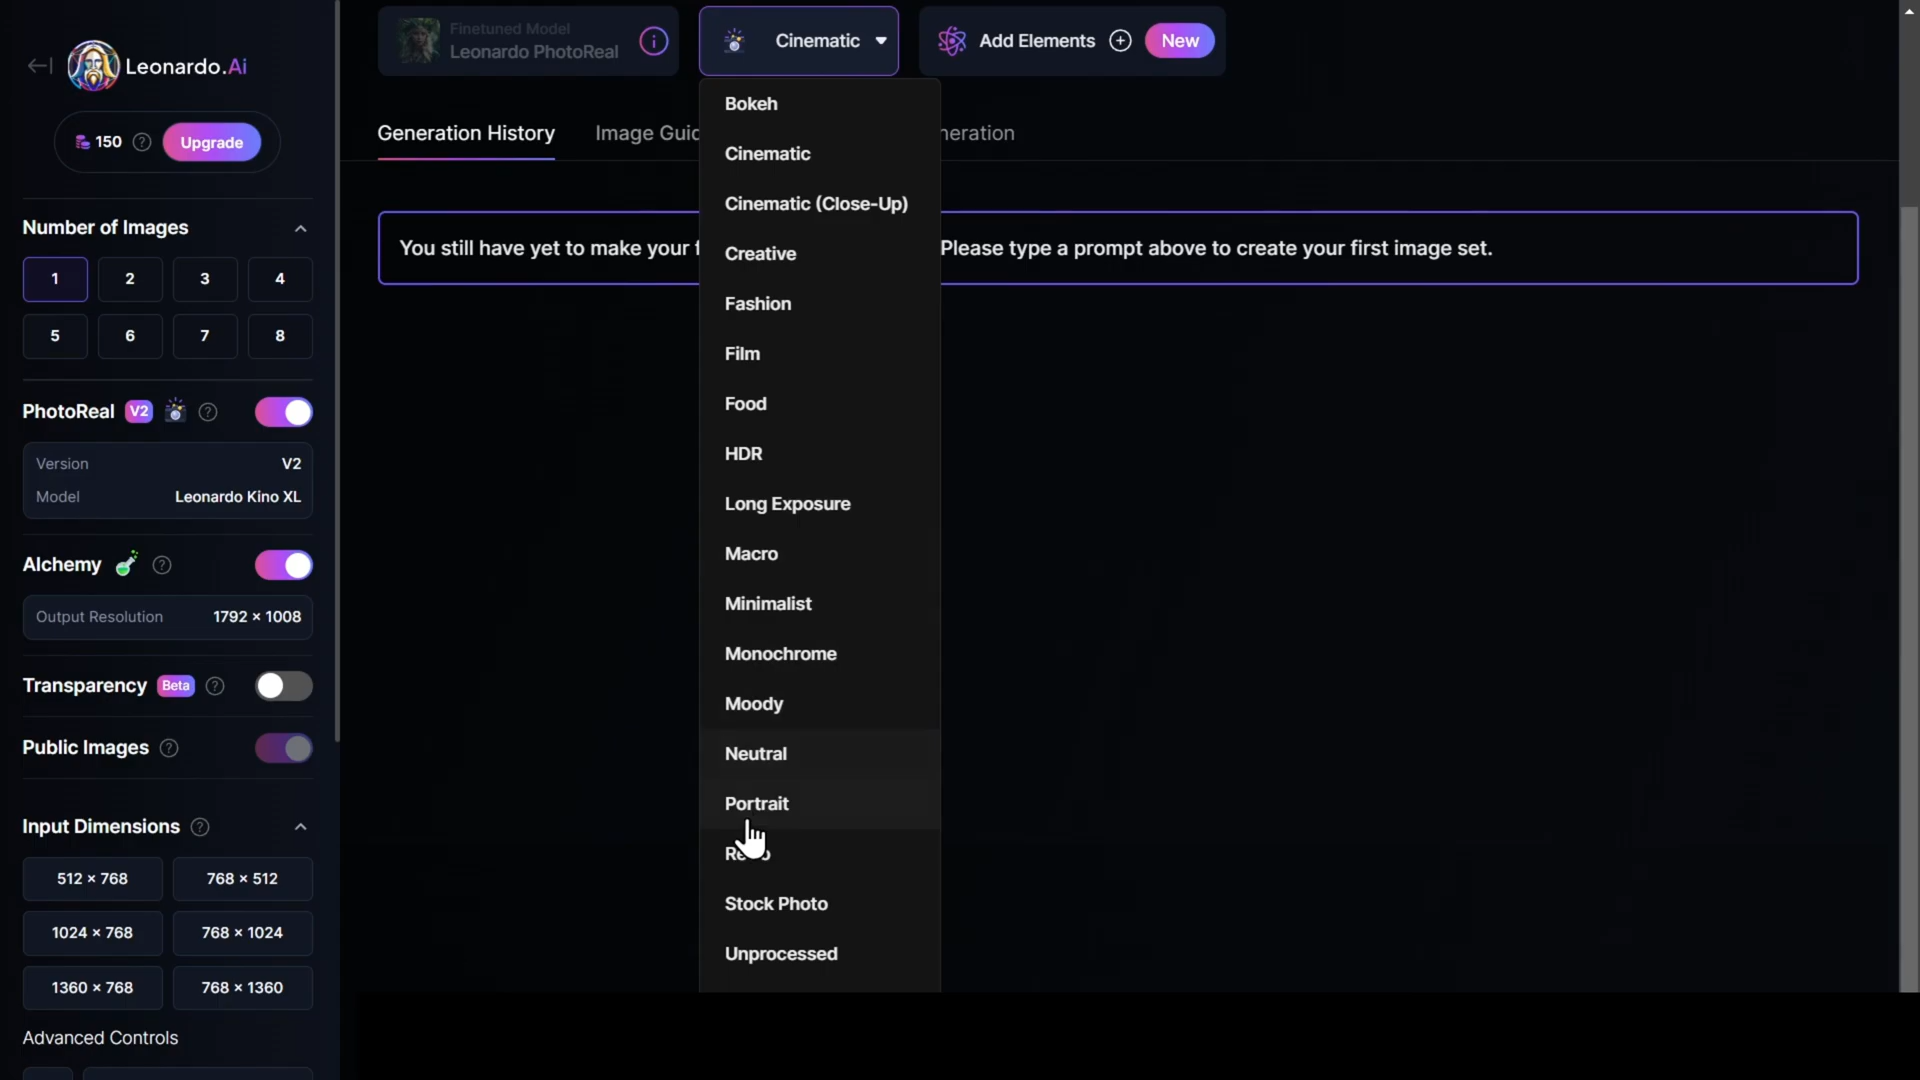 Leonardo.Ai
150
Upgrade
Number of Images
1
2
3
4
5
6
7
8
PhotoReal V2
Version V2
Model Leonardo Kino XL
Alchemy
Output Resolution 1792 × 1008
Transparency Beta
Public Images
Input Dimensions
512 × 768
768 × 512
1024 × 768
768 × 1024
1360 × 768
768 × 1360
Advanced Controls
Finetuned Model
Leonardo PhotoReal
Cinematic
Add Elements
New
Generation History
Image Guid
neration
You still have yet to make your f
Please type a prompt above to create your first image set.
Bokeh
Cinematic
Cinematic (Close-Up)
Creative
Fashion
Film
Food
HDR
Long Exposure
Macro
Minimalist
Monochrome
Moody
Neutral
Portrait
Stock Photo
Unprocessed